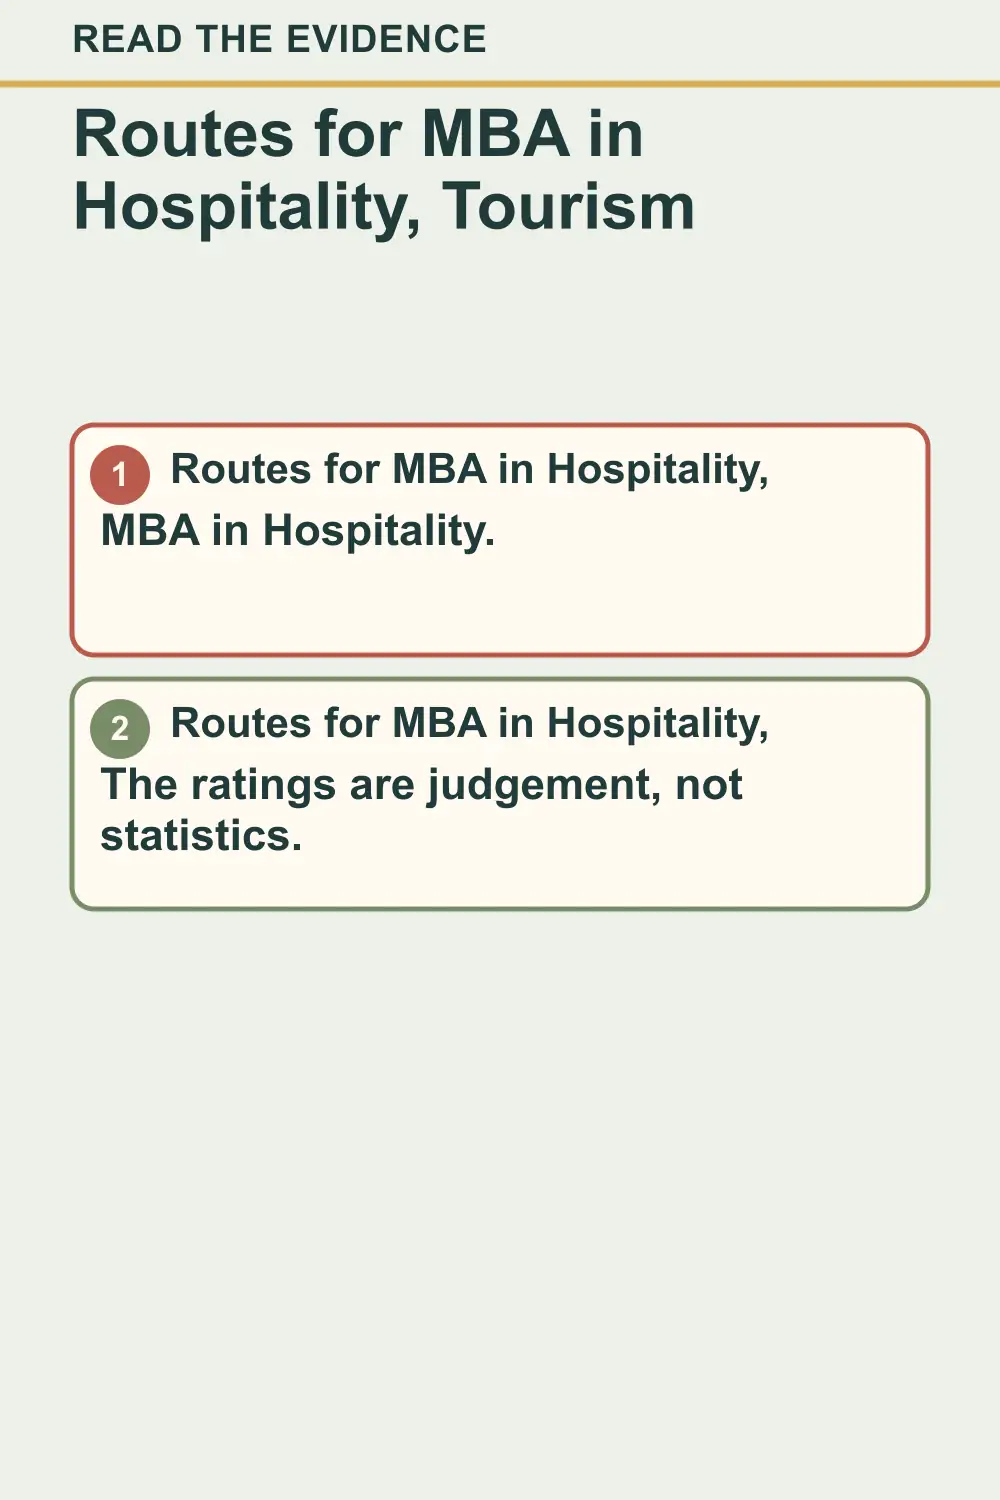 READ THE EVIDENCE
Routes for MBA in
Hospitality, Tourism
1 Routes for MBA in Hospitality,
MBA in Hospitality.
2 Routes for MBA in Hospitality,
The ratings are judgement, not
statistics.